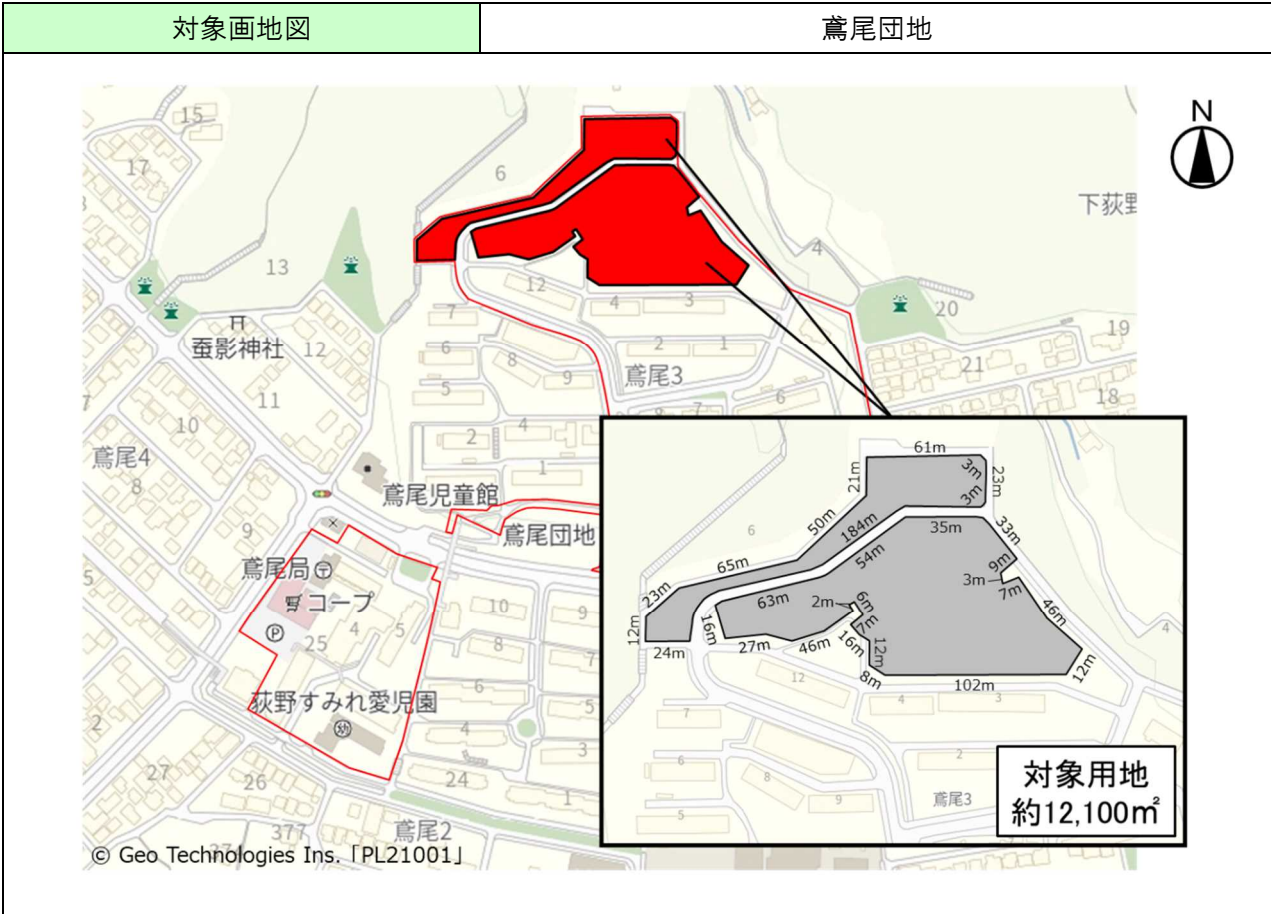 対象画地図
鳶尾団地
N
15
17
6
下荻野
4
13
12
20
7
4
3
19
蚕影神社
12
6
8
2
1
21
11
5
9
鳶尾3
6
18
10
2
4
鳶尾4
8
1
鳶尾児童館
9
鳶尾団地
鳶尾局
コープ
10
9
P
4
5
25
8
7
荻野すみれ愛児園
6
5
幼
4
2
3
27
24
26
1
377
鳶尾2
© Geo Technologies Ins.「PL21001」
61m
3m
23m
21m
3m
50m
184m
35m
33m
6
54m
9m
65m
3m
7m
23m
63m
2m
6m
7m
46m
12m
16m
16m
12m
24m
27m
46m
8m
102m
12m
4
12
4
3
7
6
2
8
9
鳶尾3
5
対象用地
約12,100㎡